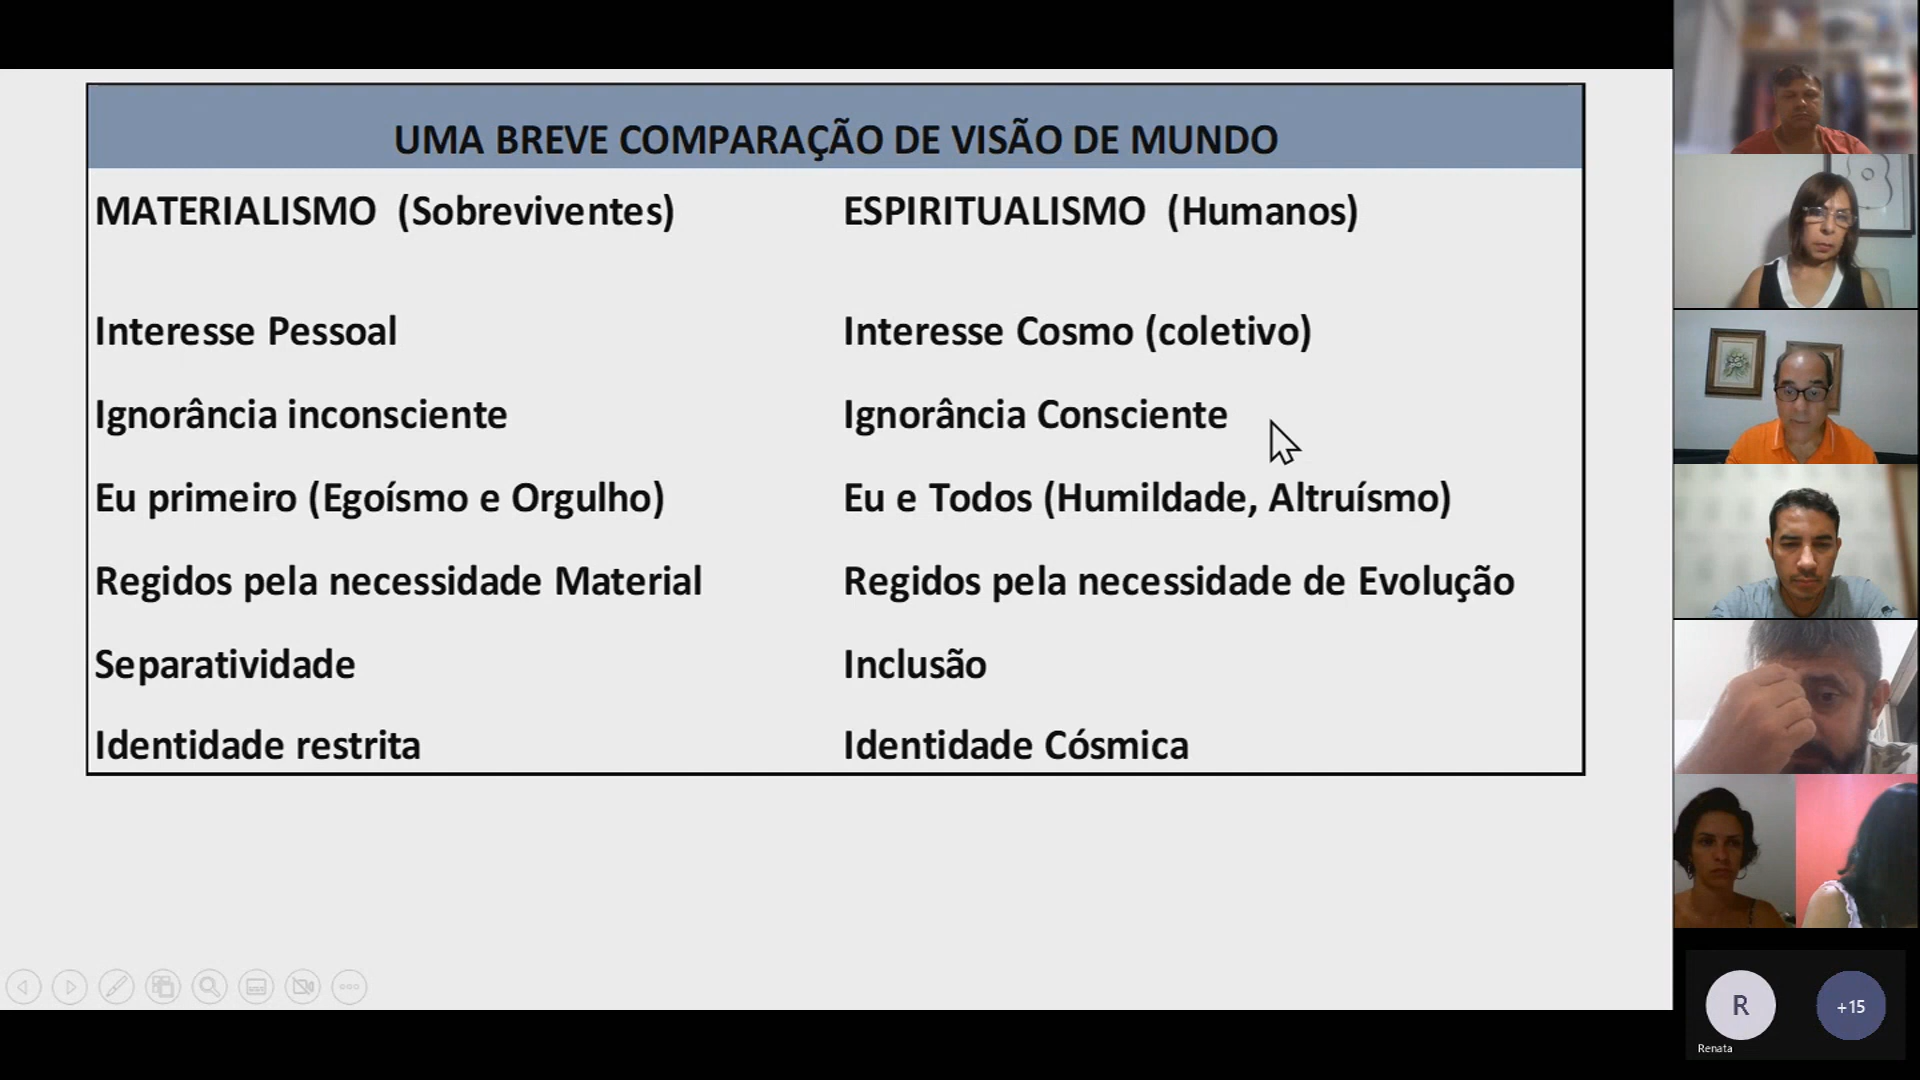 UMA BREVE COMPARAÇÃO DE VISÃO DE MUNDO
MATERIALISMO (Sobreviventes) ESPIRITUALISMO (Humanos)
Interesse Pessoal Interesse Cosmo (coletivo)
Ignorância inconsciente Ignorância Consciente
Eu primeiro (Egoísmo e Orgulho) Eu e Todos (Humildade, Altruísmo)
Regidos pela necessidade Material Regidos pela necessidade de Evolução
Separatividade Inclusão
Identidade restrita Identidade Cósmica
R
+15
Renata